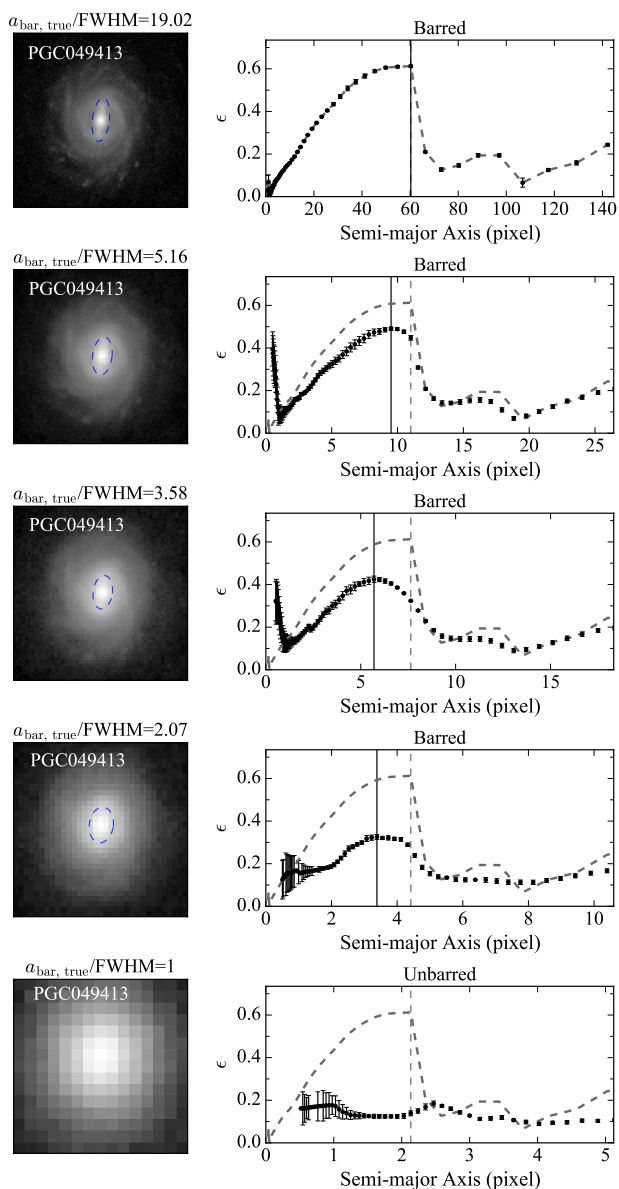 a_bar, true/FWHM=19.02
PGC049413
Barred
ϵ
0.6
0.4
0.2
0.0
0 20 40 60 80 100 120 140
Semi-major Axis (pixel)
a_bar, true/FWHM=5.16
PGC049413
Barred
ϵ
0.6
0.4
0.2
0.0
0 5 10 15 20 25
Semi-major Axis (pixel)
a_bar, true/FWHM=3.58
PGC049413
Barred
ϵ
0.6
0.4
0.2
0.0
0 5 10 15
Semi-major Axis (pixel)
a_bar, true/FWHM=2.07
PGC049413
Barred
ϵ
0.6
0.4
0.2
0.0
0 2 4 6 8 10
Semi-major Axis (pixel)
a_bar, true/FWHM=1
PGC049413
Unbarred
ϵ
0.6
0.4
0.2
0.0
0 1 2 3 4 5
Semi-major Axis (pixel)